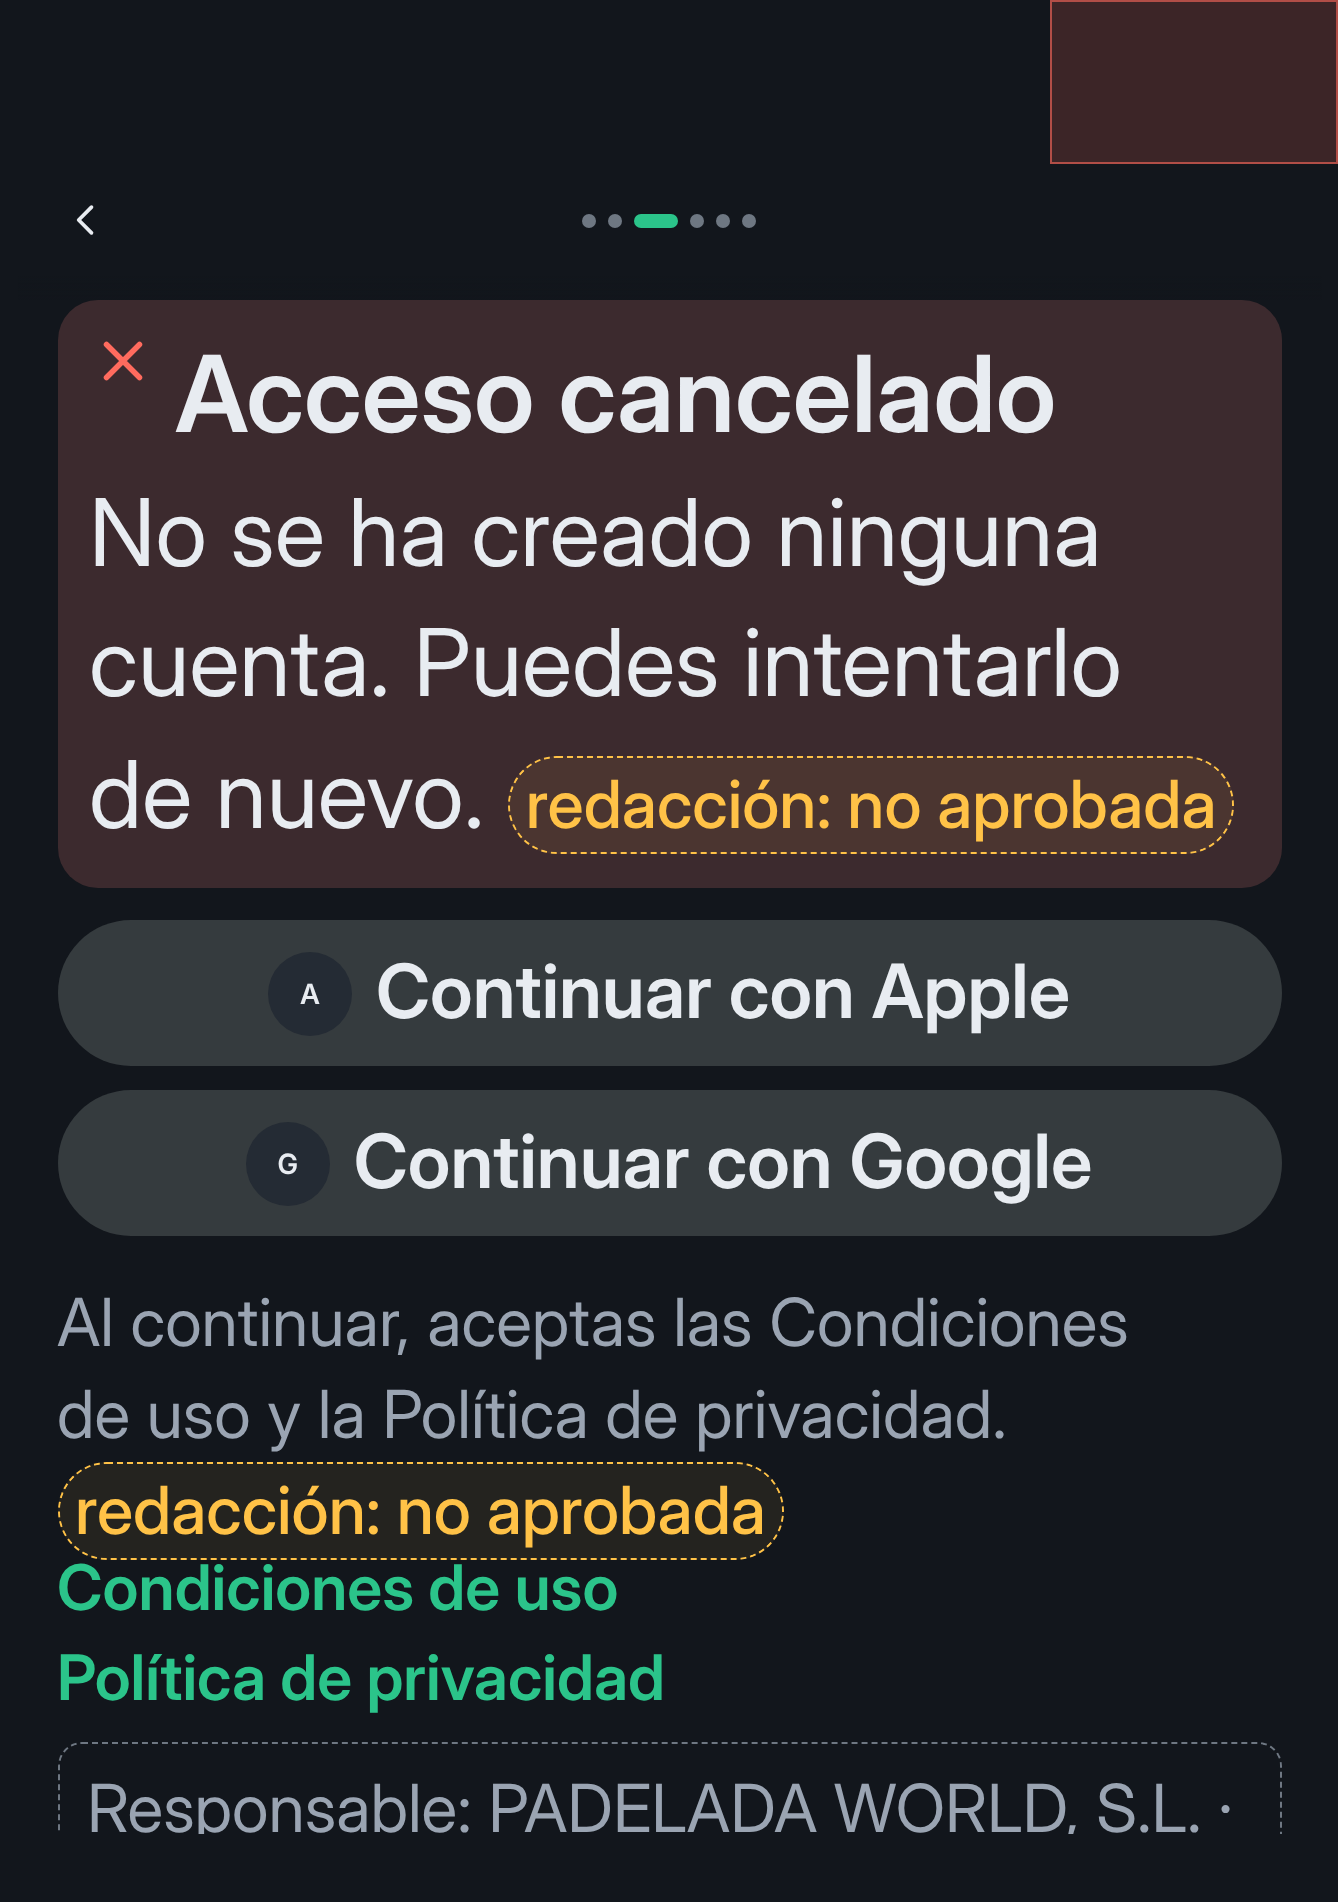 Acceso cancelado
No se ha creado ninguna
cuenta. Puedes intentarlo
de nuevo. redacción: no aprobada
A Continuar con Apple
G Continuar con Google
Al continuar, aceptas las Condiciones
de uso y la Política de privacidad.
redacción: no aprobada
Condiciones de uso
Política de privacidad
Responsable: PADELADA WORLD, S.L. ·